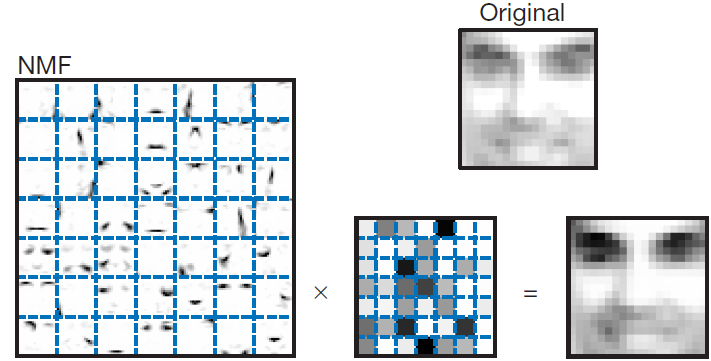 Original
NMF
×
=